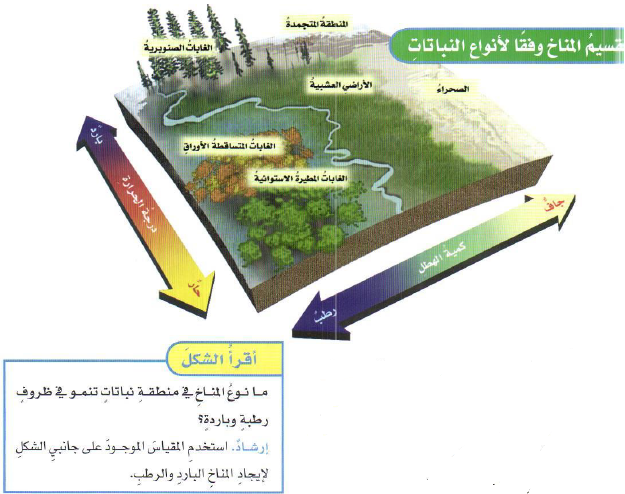 قسيمُ المناخِ وفقًا لأنواعِ النباتاتِ
المنطقةُ المتجمدةُ
الغاباتُ الصنوبريةُ
الأراضي العشبيةُ
الصحراءُ
الغاباتُ المتساقطةُ الأوراقِ
الغاباتُ المطيرةُ الاستوائيةُ
باردٌ
درجةُ الحرارةِ
حارٌّ
جافٌّ
كميةُ الهطلِ
رطبٌ
أقرأُ الشكلَ
ما نوعُ المناخِ في منطقةِ نباتاتٍ تنمو في ظروفٍ
رطبةٍ وباردةٍ؟
إرشادٌ. استخدمِ المقياسَ الموجودَ على جانبيِ الشكلِ
لإيجادِ المناخِ الباردِ والرطبِ.